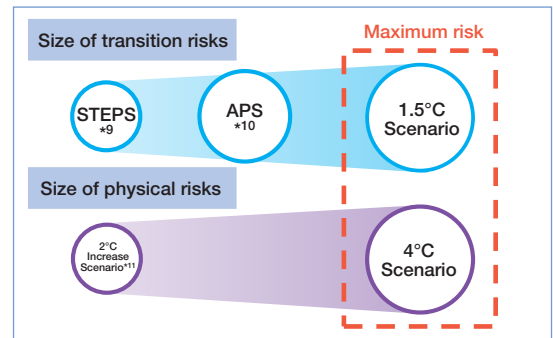 Size of transition risks
Maximum risk
STEPS
*9
APS
*10
1.5°C
Scenario
Size of physical risks
2°C
Increase
Scenario*11
4°C
Scenario